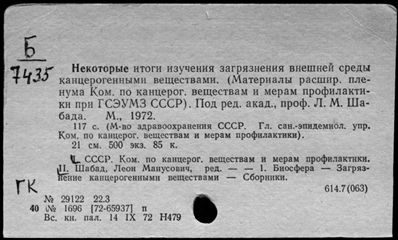 Б
7435
Некоторые итоги изучения загрязнения внешней среды
канцерогенными веществами. (Материалы расшир. пле-
нума Ком. по канцерог. веществам и мерам профилакти-
ки при ГСЭУМЗ СССР). Под ред. акад., проф. Л. М. Ша-
бада. М., 1972.
117 с. (М-во здравоохранения СССР. Гл. сан.-эпидемиол. упр.
Ком. по канцерог. веществам и мерам профилактики).
21 см. 500 экз. 85 к.
I. СССР. Ком. по канцерог. веществам и мерам профилактики.
II. Шабад, Леон Манусович, ред. — — 1. Биосфера — Загряз-
нение канцерогенными веществами — Сборники.
ГК
614.7(063)
№ 29122 22.3
40 № 1696 [72-65937] п
Вс. кн. пал. 14 IX 72 Н479